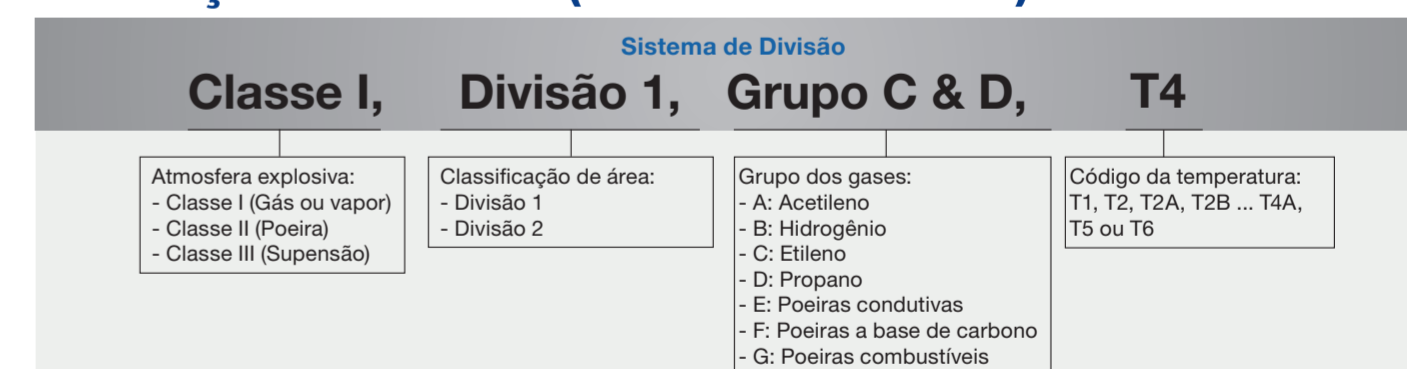 Sistema de Divisão
Classe I, Divisão 1, Grupo C & D, T4
Atmosfera explosiva:
- Classe I (Gás ou vapor)
- Classe II (Poeira)
- Classe III (Supensão)
Classificação de área:
- Divisão 1
- Divisão 2
Grupo dos gases:
- A: Acetileno
- B: Hidrogênio
- C: Etileno
- D: Propano
- E: Poeiras condutivas
- F: Poeiras a base de carbono
- G: Poeiras combustíveis
Código da temperatura:
T1, T2, T2A, T2B ... T4A,
T5 ou T6